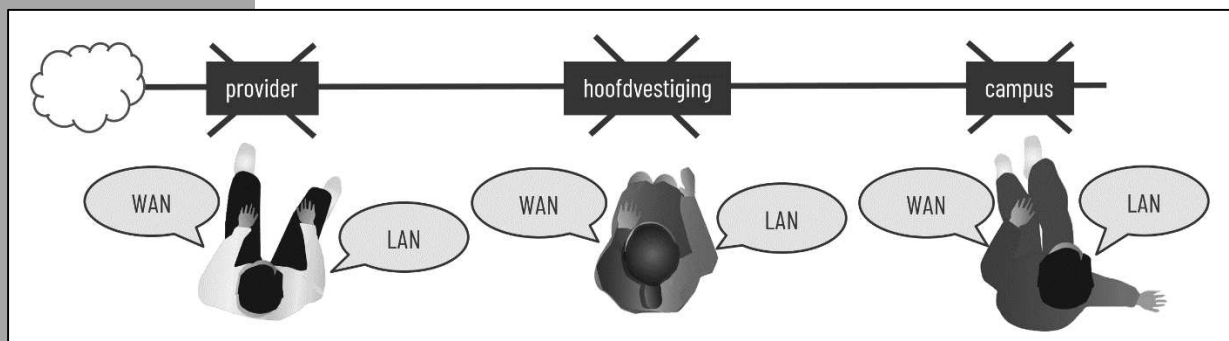 provider
hoofdvestiging
campus
WAN
LAN
WAN
LAN
WAN
LAN